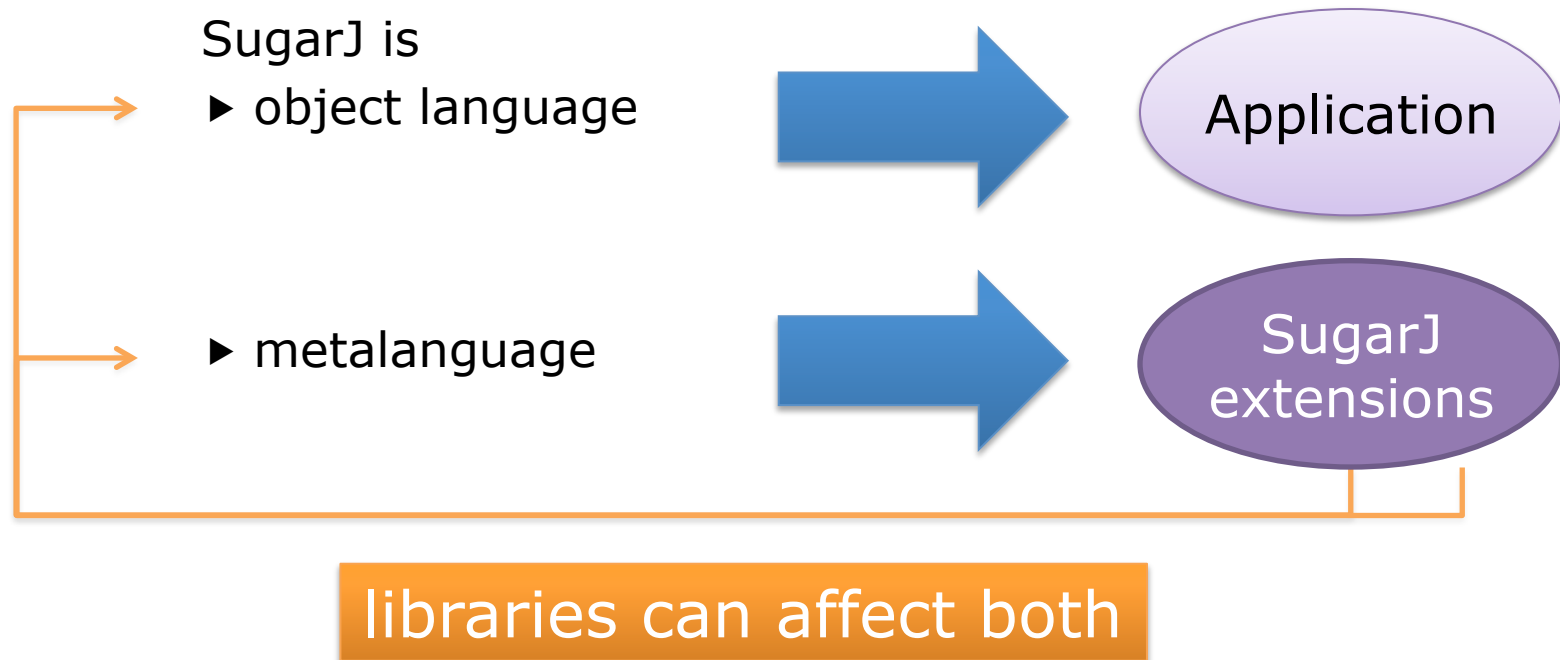 SugarJ is
▶ object language
Application
▶ metalanguage
SugarJ
extensions
libraries can affect both